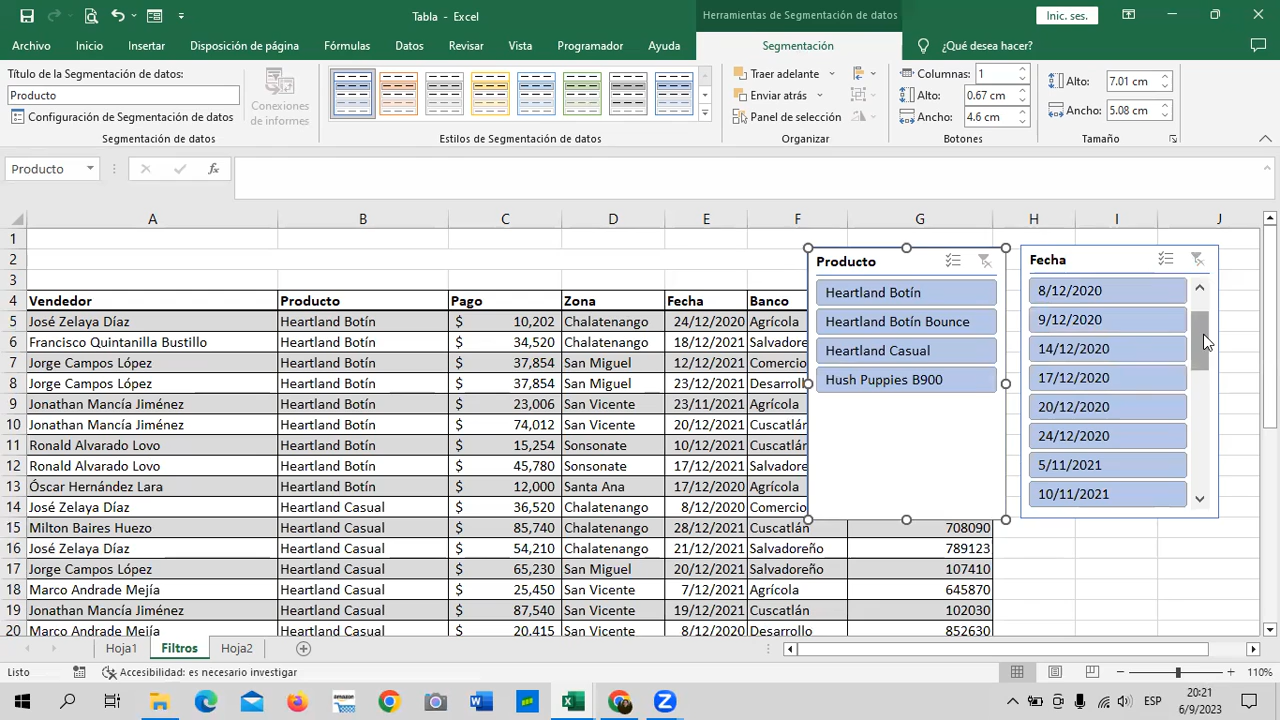 Tabla - Excel
Herramientas de Segmentación de datos
Inic. ses.
Archivo Inicio Insertar Disposición de página Fórmulas Datos Revisar Vista Programador Ayuda Segmentación ¿Qué desea hacer?
Título de la Segmentación de datos:
Producto
Configuración de Segmentación de datos
Segmentación de datos
Conexiones de informes
Estilos de Segmentación de datos
Traer adelante
Enviar atrás
Panel de selección
Organizar
Columnas: 1
Alto: 0.67 cm
Ancho: 4.6 cm
Botones
Alto: 7.01 cm
Ancho: 5.08 cm
Tamaño
Producto fx
A B C D E F G H I J
1
2
3
4 Vendedor Producto Pago Zona Fecha Banco
5 José Zelaya Díaz Heartland Botín $ 10,202 Chalatenango 24/12/2020 Agrícola
6 Francisco Quintanilla Bustillo Heartland Botín $ 34,520 Chalatenango 18/12/2021 Salvadore
7 Jorge Campos López Heartland Botín $ 37,854 San Miguel 12/12/2021 Comercio
8 Jorge Campos López Heartland Botín $ 37,854 San Miguel 23/12/2021 Desarroll
9 Jonathan Mancía Jiménez Heartland Botín $ 23,006 San Vicente 23/11/2021 Agrícola
10 Jonathan Mancía Jiménez Heartland Botín $ 74,012 San Vicente 20/12/2021 Cuscatlán
11 Ronald Alvarado Lovo Heartland Botín $ 15,254 Sonsonate 10/12/2021 Cuscatlán
12 Ronald Alvarado Lovo Heartland Botín $ 45,780 Sonsonate 17/12/2021 Salvadore
13 Óscar Hernández Lara Heartland Botín $ 12,000 Santa Ana 17/12/2020 Agrícola
14 José Zelaya Díaz Heartland Casual $ 36,520 Chalatenango 8/12/2020 Comercio
15 Milton Baires Huezo Heartland Casual $ 85,740 Chalatenango 28/12/2021 Cuscatlán 708090
16 José Zelaya Díaz Heartland Casual $ 54,210 Chalatenango 21/12/2021 Salvadoreño 789123
17 Jorge Campos López Heartland Casual $ 65,230 San Miguel 20/12/2021 Salvadoreño 107410
18 Marco Andrade Mejía Heartland Casual $ 25,450 San Vicente 7/12/2021 Agrícola 645870
19 Jonathan Mancía Jiménez Heartland Casual $ 87,540 San Vicente 19/12/2021 Cuscatlán 102030
20 Marco Andrade Mejía Heartland Casual $ 20,415 San Vicente 8/12/2020 Desarrollo 852630
Producto
Heartland Botín
Heartland Botín Bounce
Heartland Casual
Hush Puppies B900
Fecha
8/12/2020
9/12/2020
14/12/2020
17/12/2020
20/12/2020
24/12/2020
5/11/2021
10/11/2021
Hoja1 Filtros Hoja2
Listo Accesibilidad: es necesario investigar 110%
ESP
20:21
6/9/2023